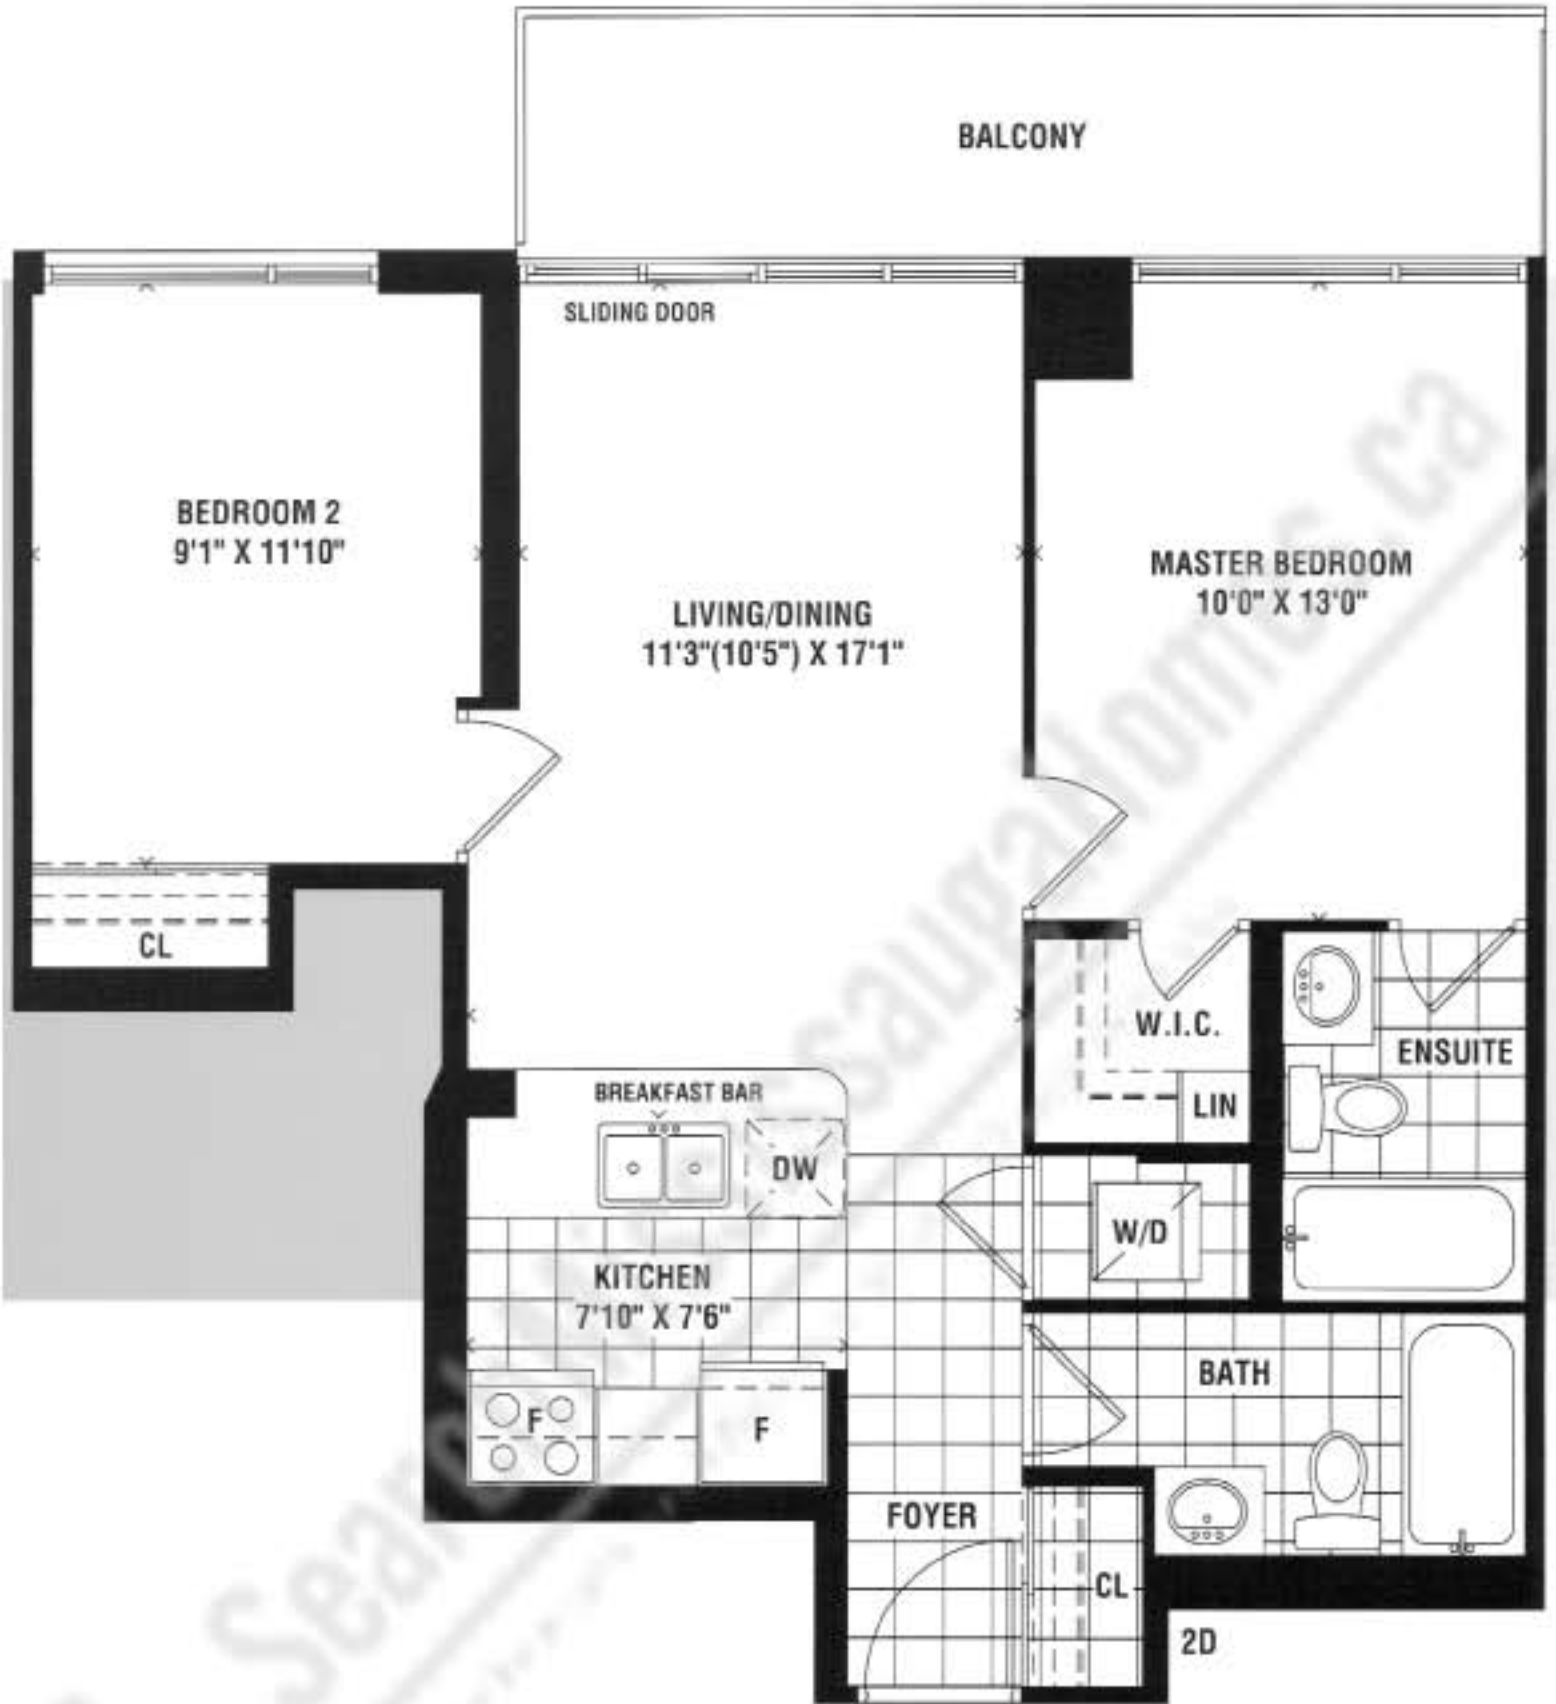 BALCONY
SLIDING DOOR
BEDROOM 2
9'1" X 11'10"
MASTER BEDROOM
10'0" X 13'0"
LIVING/DINING
11'3"(10'5") X 17'1"
CL
W.I.C.
ENSUITE
LIN
BREAKFAST BAR
DW
W/D
KITCHEN
7'10" X 7'6"
BATH
F
F
FOYER
CL
2D
SearchMississaugaHomes.ca